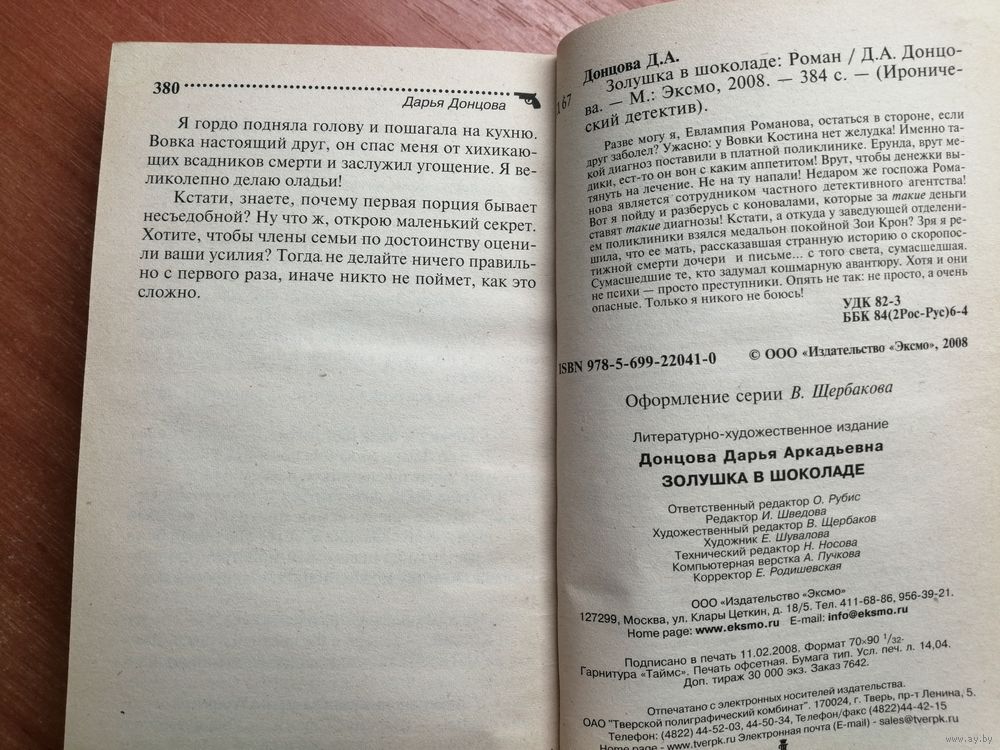 380
Дарья Донцова
Я гордо подняла голову и пошагала на кухню.
Вовка настоящий друг, он спас меня от хихикаю-
щих всадников смерти и заслужил угощение. Я ве-
ликолепно делаю оладьи!
Кстати, знаете, почему первая порция бывает
несъедобной? Ну что ж, открою маленький секрет.
Хотите, чтобы члены семьи по достоинству оцени-
ли ваши усилия? Тогда не делайте ничего правиль-
но с первого раза, иначе никто не поймет, как это
сложно.
Донцова Д.А.
Золушка в шоколаде: Роман / Д.А. Донцо-
ва. — М.: Эксмо, 2008. — 384 с. — (Врониче-
ский детектив).
167
Разве могу я, Евлампия Романова, остаться в стороне, если
друг заболел? Ужасно: у Вовки Костина нет желудка! Именно та-
кой диагноз поставили в платной поликлинике. Ерунда, врут ме-
дики, ест-то он вон с каким аппетитом! Врут, чтобы денежки вы-
тянуть на лечение. Не на ту напали! Недаром же госпожа Рома-
нова является сотрудником частного детективного агентства!
Вот я пойду и разберусь с коновалами, которые за такие деньги
ставят такие диагнозы! Кстати, а откуда у заведующей отделени-
ем поликлиники взялся медальон покойной Зои Крон? Зря я ре-
шила, что ее мать, рассказавшая странную историю о скоропос-
тижной смерти дочери и письме... с того света, сумасшедшая.
Сумасшедшие те, кто задумал кошмарную авантюру. Хотя и они
не психи — просто преступники. Опять не так: не просто, а очень
опасные. Только я никого не боюсь!
УДК 82-3
ББК 84(2Рос-Рус)6-4
ISBN 978-5-699-22041-0
© ООО «Издательство «Эксмо», 2008
Оформление серии В. Щербакова
Литературно-художественное издание
Донцова Дарья Аркадьевна
ЗОЛУШКА В ШОКОЛАДЕ
Ответственный редактор О. Рубис
Редактор И. Шведова
Художественный редактор В. Щербаков
Художник Е. Шувалова
Технический редактор Н. Носова
Компьютерная верстка А. Пучкова
Корректор Е. Родишевская
ООО «Издательство «Эксмо»
127299, Москва, ул. Клары Цеткин, д. 18/5. Тел. 411-68-86, 956-39-21.
Home page: www.eksmo.ru E-mail: info@eksmo.ru
Подписано в печать 11.02.2008. Формат 70×90 1/32.
Гарнитура «Таймс». Печать офсетная. Бумага тип. Усл. печ. л. 14,04.
Доп. тираж 30 000 экз. Заказ 7642.
Отпечатано с электронных носителей издательства.
ОАО "Тверской полиграфический комбинат". 170024, г. Тверь, пр-т Ленина, 5.
Телефон: (4822) 44-52-03, 44-50-34, Телефон/факс (4822)44-42-15
Home page - www.tverpk.ru Электронная почта (E-mail) - sales@tverpk.ru
www.ay.by